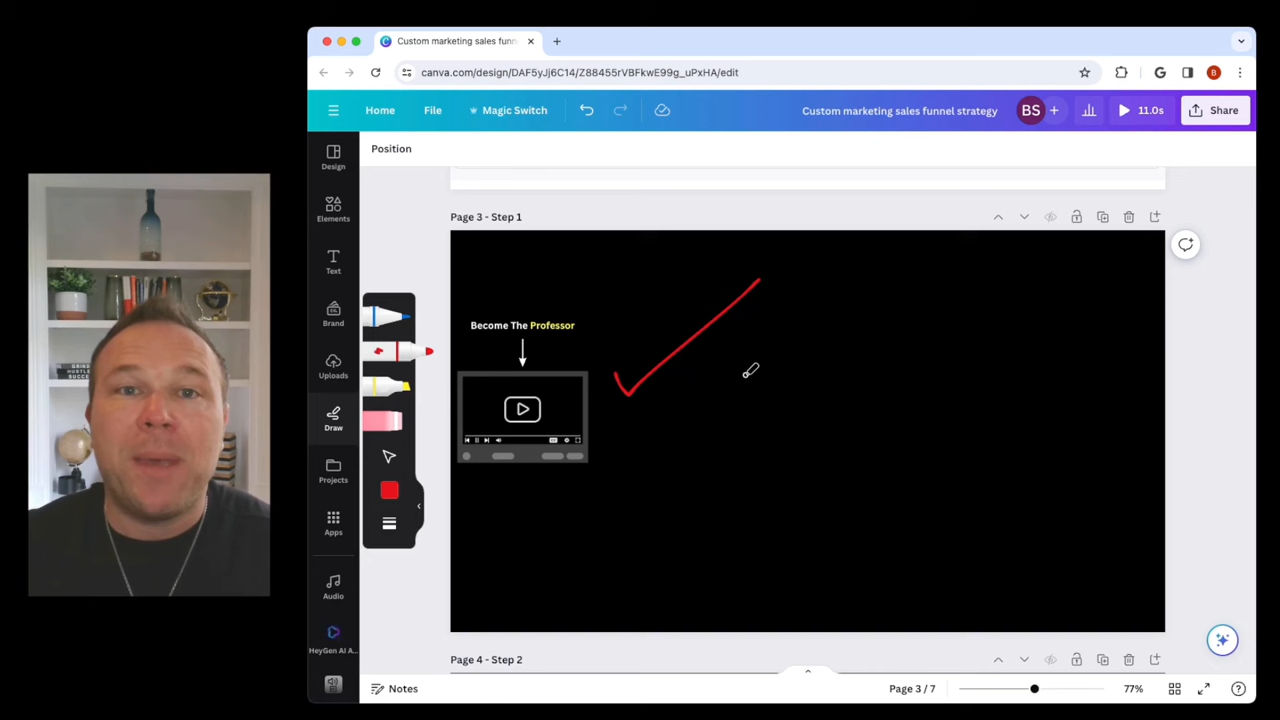 Custom marketing sales funn
canva.com/design/DAF5yJj6C14/Z88455rVBFkwE99g_uPxHA/edit
B
Home
File
Magic Switch
Custom marketing sales funnel strategy
BS
11.0s
Share
Design
Elements
Text
Brand
Uploads
Draw
Projects
Apps
Audio
HeyGen AI A...
Position
Page 3 - Step 1
Become The Professor
Page 4 - Step 2
Notes
Page 3 / 7
77%
GRIND
SUCCESS